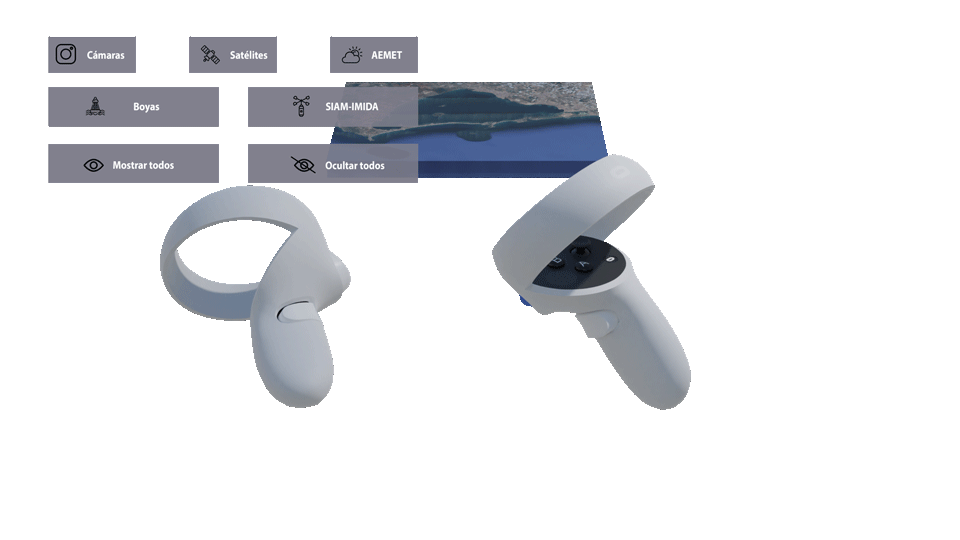 Cámaras
Satélites
AEMET
Boyas
SIAM-IMIDA
Mostrar todos
Ocultar todos
A